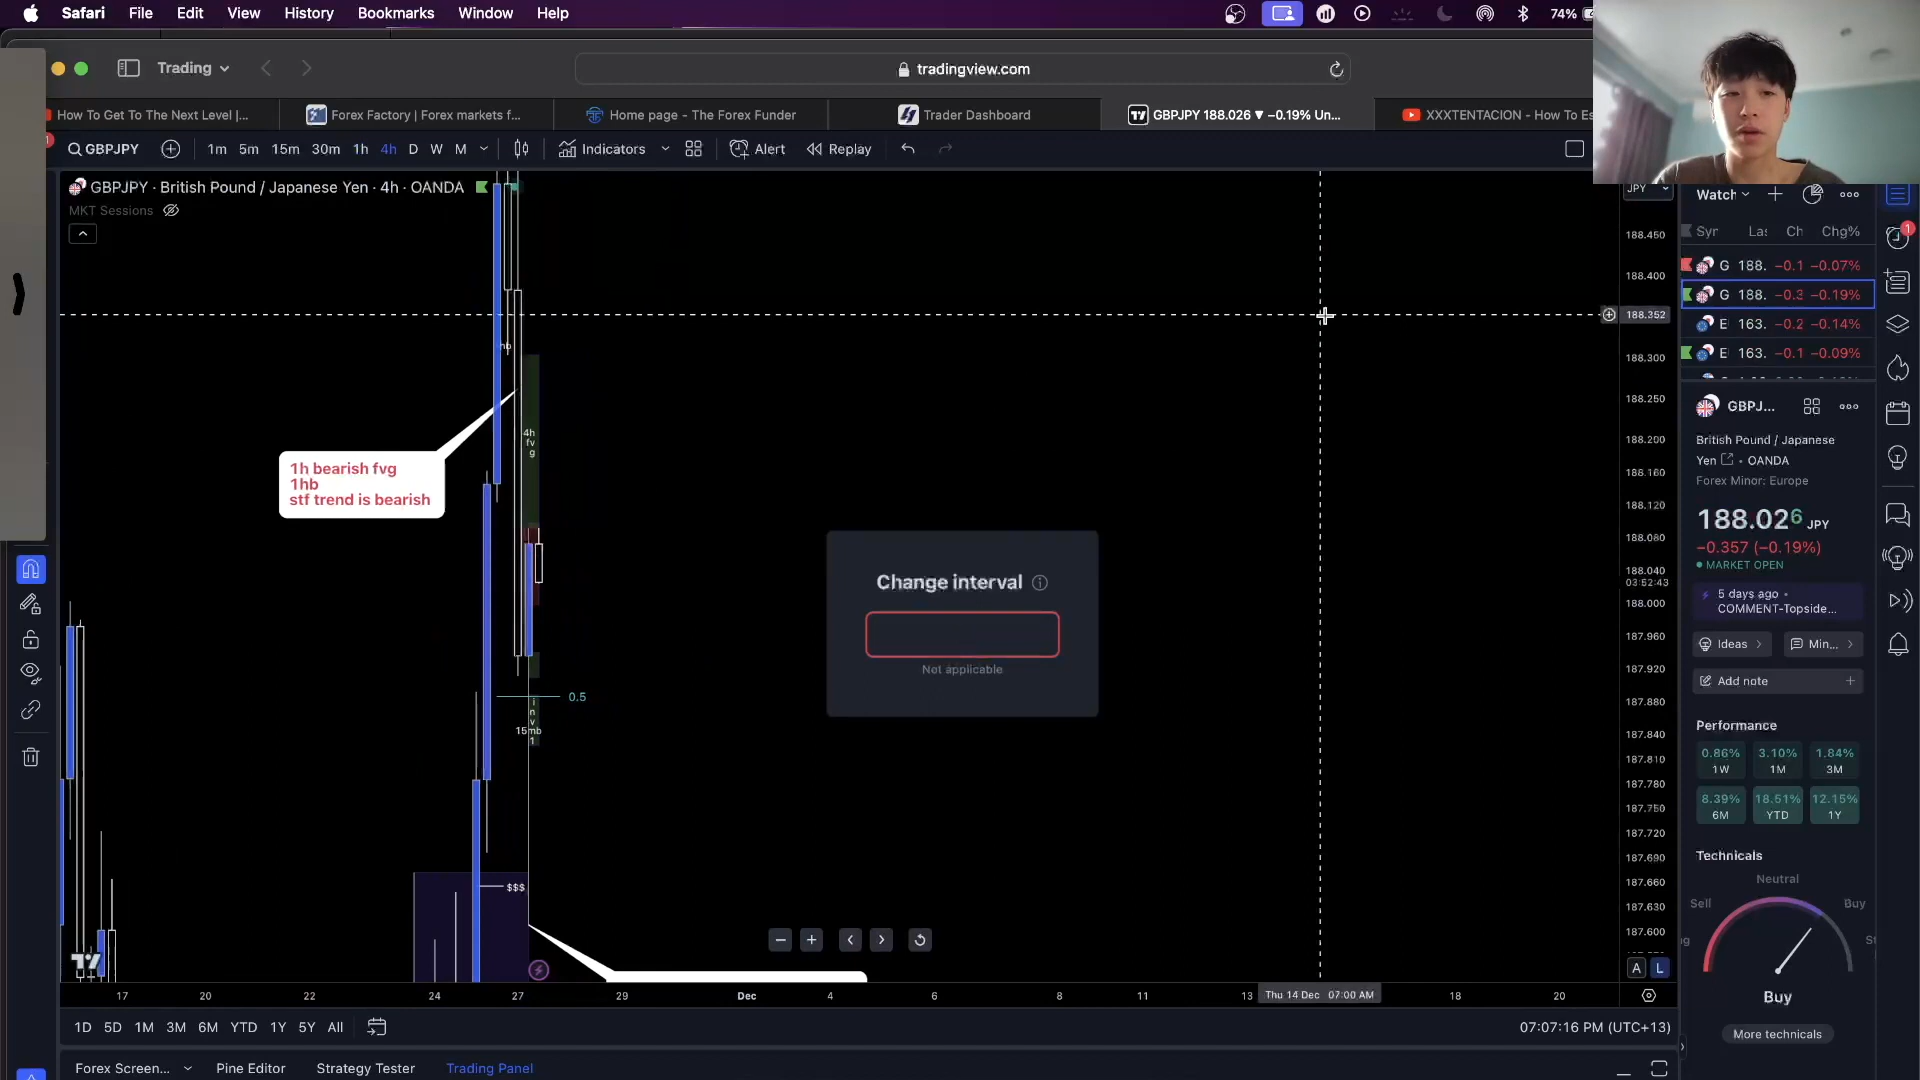 Safari File Edit View History Bookmarks Window Help 74%
Trading tradingview.com
How To Get To The Next Level |... Forex Factory | Forex markets f... Home page - The Forex Funder Trader Dashboard GBPJPY 188.026 ▼ −0.19% Un... XXXTENTACION - How To Es
GBPJPY 1m 5m 15m 30m 1h 4h D W M Indicators Alert Replay
GBPJPY · British Pound / Japanese Yen · 4h · OANDA
MKT Sessions
JPY
188.450
188.400
188.352
188.300
188.250
188.200
188.160
188.120
188.080
188.040
03:52:43
188.000
187.960
187.920
187.880
187.840
187.810
187.780
187.750
187.720
187.690
187.660
187.630
187.600
A L
hb
4h
fv
g
1h bearish fvg
1hb
stf trend is bearish
Change interval
Not applicable
0.5
i
n
v
15mb
1
$$$
17 20 22 24 27 29 Dec 4 6 8 11 13 Thu 14 Dec 07:00 AM 18 20
1D 5D 1M 3M 6M YTD 1Y 5Y All 07:07:16 PM (UTC+13)
Forex Screen... Pine Editor Strategy Tester Trading Panel
Watch
Syr Las Ch Chg%
G 188. −0.1 −0.07%
G 188. −0.3 −0.19%
E 163. −0.2 −0.14%
E 163. −0.1 −0.09%
1
GBPJ...
British Pound / Japanese
Yen • OANDA
Forex Minor: Europe
188.026 JPY
−0.357 (−0.19%)
MARKET OPEN
5 days ago •
COMMENT-Topside...
Ideas Min...
Add note
Performance
0.86% 3.10% 1.84%
1W 1M 3M
8.39% 18.51% 12.15%
6M YTD 1Y
Technicals
Neutral
Sell Buy
Buy
More technicals